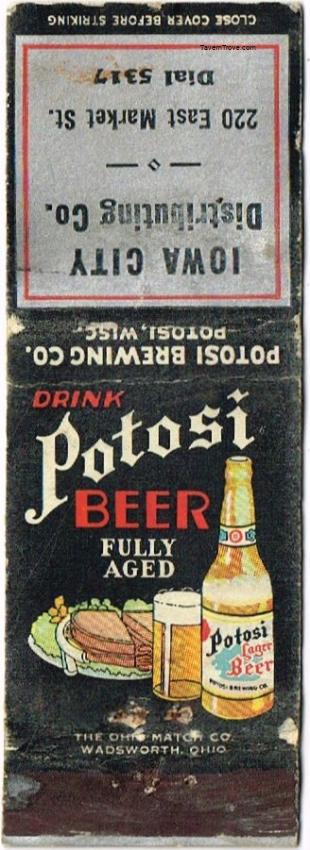 CLOSE COVER BEFORE STRIKING
TavernTrove.com
IOWA CITY
Distributing Co.
220 East Market St.
Dial 5317
POTOSI BREWING CO.
POTOSI, WISC.
DRINK
Potosi
BEER
FULLY
AGED
Potosi
Lager
Beer
POTOSI BREWING CO.
THE OHIO MATCH CO.
WADSWORTH, OHIO